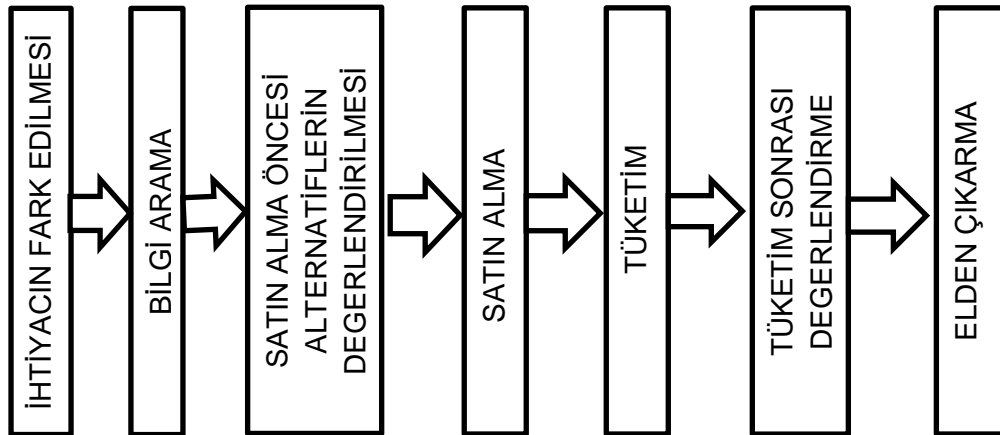 İHTİYACIN FARK EDİLMESİ
BİLGİ ARAMA
SATIN ALMA ÖNCESİ
ALTERNATİFLERİN
DEGERLENDİRİLMESİ
SATIN ALMA
TÜKETİM
TÜKETİM SONRASI
DEGERLENDİRME
ELDEN ÇIKARMA